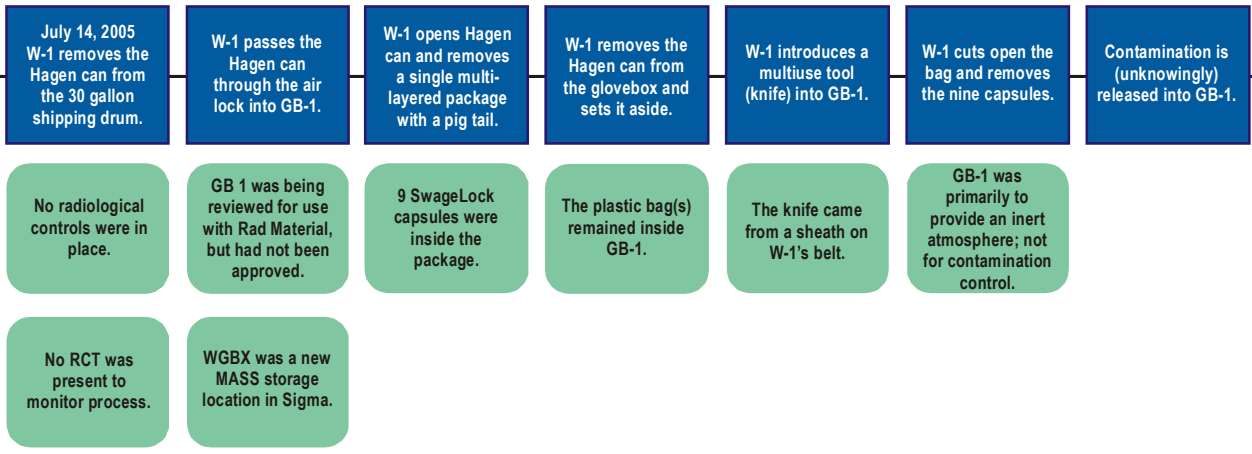 July 14, 2005
W-1 removes the
Hagen can from
the 30 gallon
shipping drum.
W-1 passes the
Hagen can
through the air
lock into GB-1.
W-1 opens Hagen
can and removes
a single multi-
layered package
with a pig tail.
W-1 removes the
Hagen can from
the glovebox and
sets it aside.
W-1 introduces a
multiuse tool
(knife) into GB-1.
W-1 cuts open the
bag and removes
the nine capsules.
Contamination is
(unknowingly)
released into GB-1.
No radiological
controls were in
place.
GB 1 was being
reviewed for use
with Rad Material,
but had not been
approved.
9 SwageLock
capsules were
inside the
package.
The plastic bag(s)
remained inside
GB-1.
The knife came
from a sheath on
W-1's belt.
GB-1 was
primarily to
provide an inert
atmosphere; not
for contamination
control.
No RCT was
present to
monitor process.
WGBX was a new
MASS storage
location in Sigma.